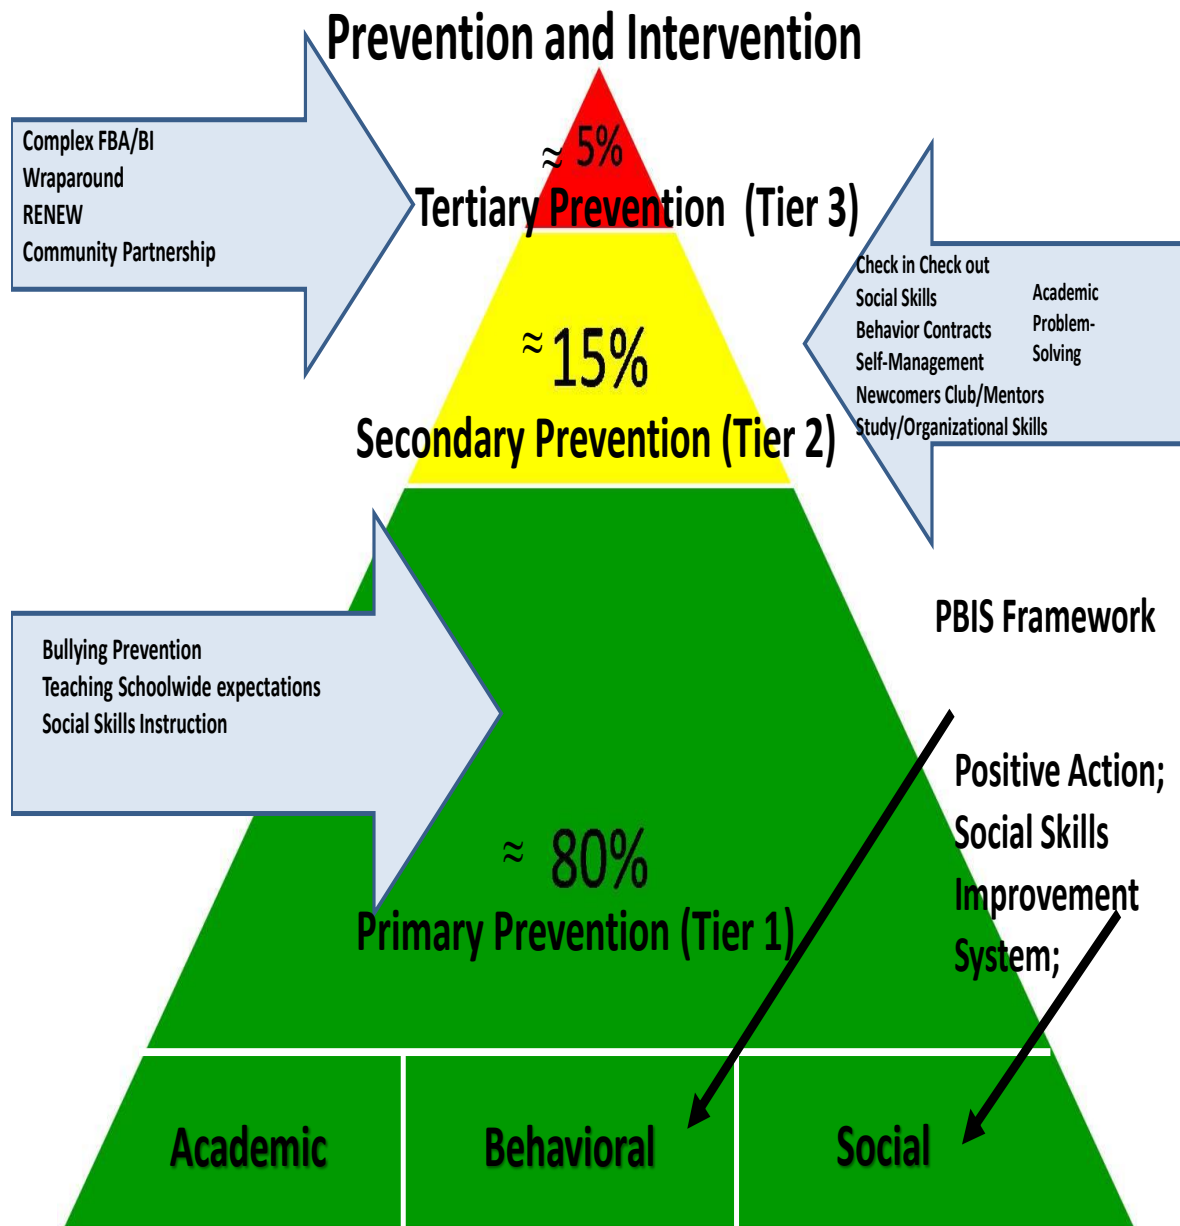 Prevention and Intervention
Complex FBA/BI
Wraparound
RENEW
Community Partnership
≈ 5%
Tertiary Prevention (Tier 3)
Check in Check out
Social Skills
Behavior Contracts
Self-Management
Newcomers Club/Mentors
Study/Organizational Skills
Academic
Problem-
Solving
≈ 15%
Secondary Prevention (Tier 2)
PBIS Framework
Bullying Prevention
Teaching Schoolwide expectations
Social Skills Instruction
Positive Action;
Social Skills
Improvement
System;
≈ 80%
Primary Prevention (Tier 1)
Academic
Behavioral
Social